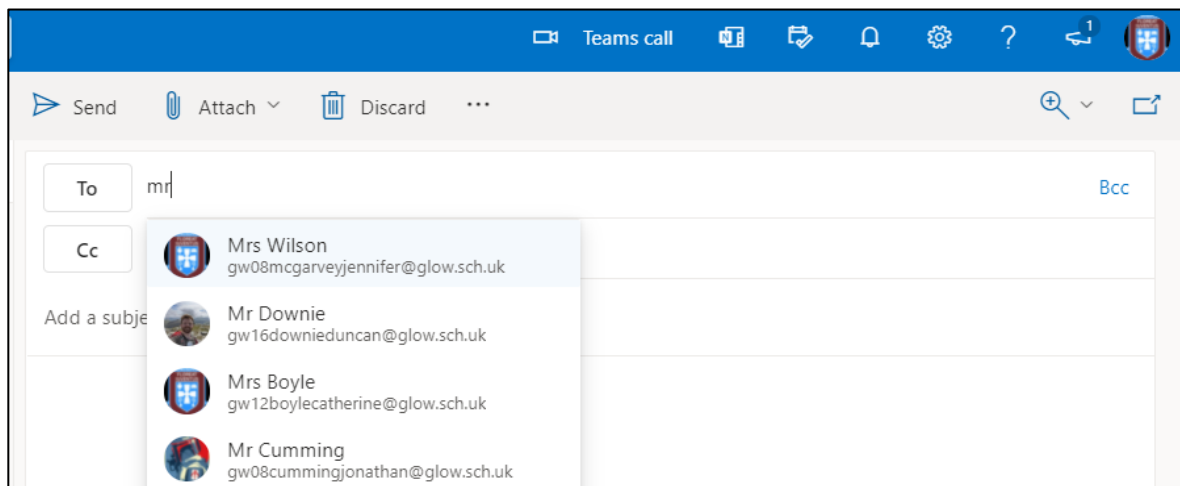 Teams call ? 1
Send Attach Discard ...
To mr Bcc
Cc
Mrs Wilson
gw08mcgarveyjennifer@glow.sch.uk
Add a subje
Mr Downie
gw16downieduncan@glow.sch.uk
Mrs Boyle
gw12boylecatherine@glow.sch.uk
Mr Cumming
gw08cummingjonathan@glow.sch.uk